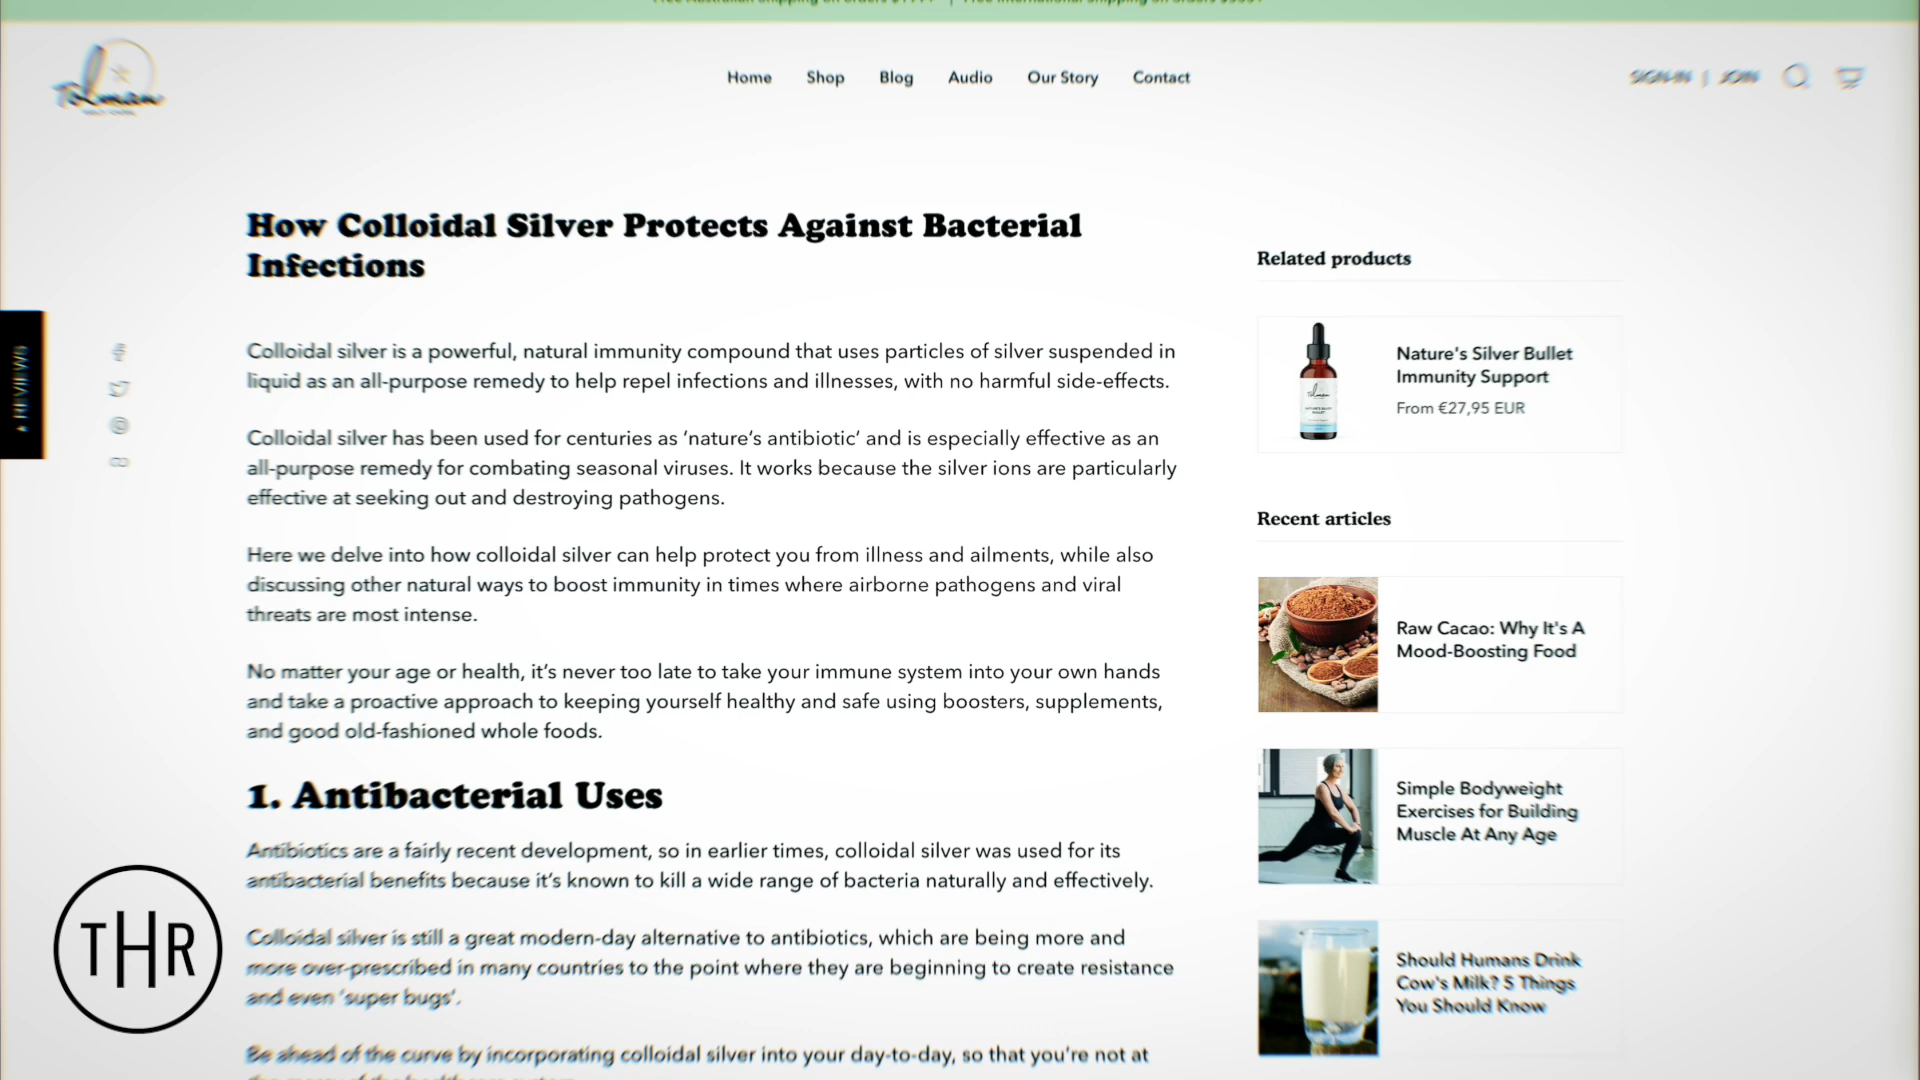 Tolman
Home
Shop
Blog
Audio
Our Story
Contact
SIGN-IN | JOIN
REVIEWS
How Colloidal Silver Protects Against Bacterial
Infections
Colloidal silver is a powerful, natural immunity compound that uses particles of silver suspended in
liquid as an all-purpose remedy to help repel infections and illnesses, with no harmful side-effects.
Colloidal silver has been used for centuries as ‘nature’s antibiotic’ and is especially effective as an
all-purpose remedy for combating seasonal viruses. It works because the silver ions are particularly
effective at seeking out and destroying pathogens.
Here we delve into how colloidal silver can help protect you from illness and ailments, while also
discussing other natural ways to boost immunity in times where airborne pathogens and viral
threats are most intense.
No matter your age or health, it’s never too late to take your immune system into your own hands
and take a proactive approach to keeping yourself healthy and safe using boosters, supplements,
and good old-fashioned whole foods.
1. Antibacterial Uses
Antibiotics are a fairly recent development, so in earlier times, colloidal silver was used for its
antibacterial benefits because it’s known to kill a wide range of bacteria naturally and effectively.
Colloidal silver is still a great modern-day alternative to antibiotics, which are being more and
more over-prescribed in many countries to the point where they are beginning to create resistance
and even ‘super bugs’.
Be ahead of the curve by incorporating colloidal silver into your day-to-day, so that you’re not at
Related products
Nature's Silver Bullet
Immunity Support
From €27,95 EUR
Recent articles
Raw Cacao: Why It's A
Mood-Boosting Food
Simple Bodyweight
Exercises for Building
Muscle At Any Age
Should Humans Drink
Cow's Milk? 5 Things
You Should Know
THR